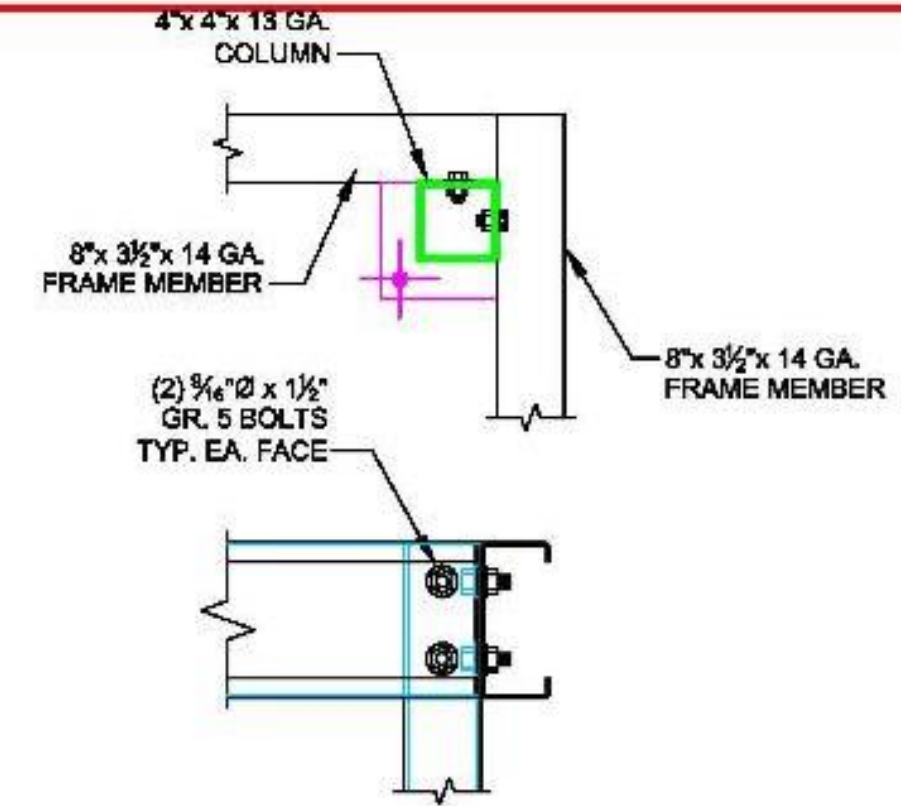 4"x 4"x 13 GA.
COLUMN
8"x 3½"x 14 GA.
FRAME MEMBER
8"x 3½"x 14 GA.
FRAME MEMBER
(2) 9⁄16"Ø x 1½"
GR. 5 BOLTS
TYP. EA. FACE